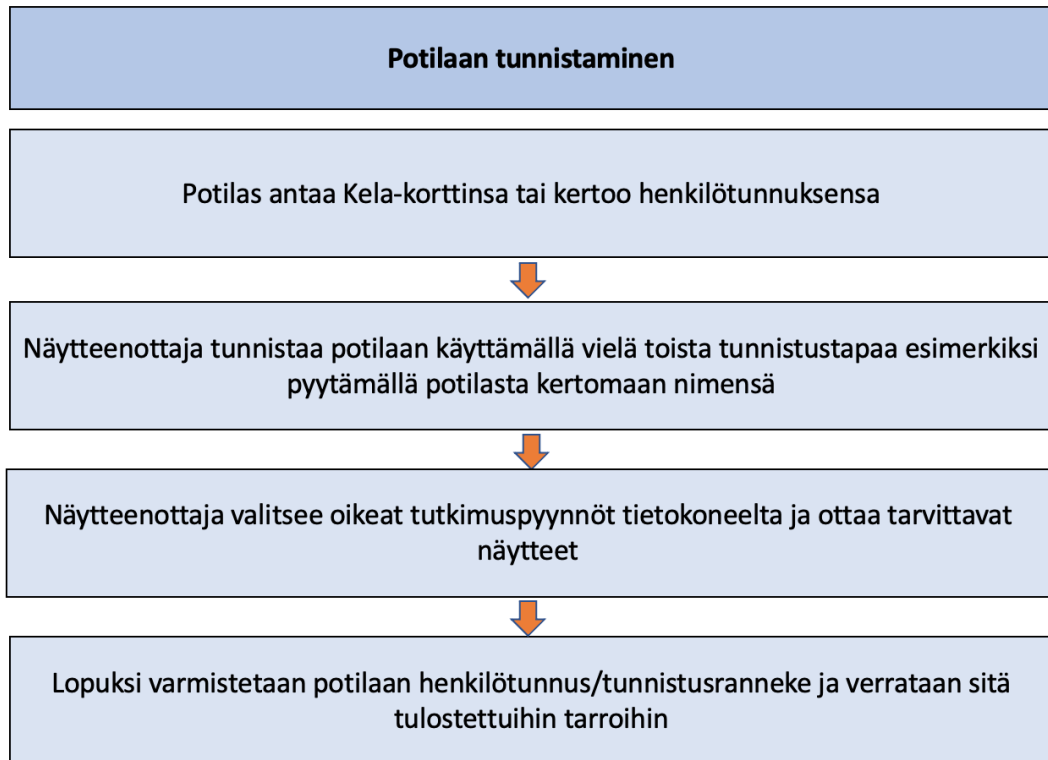 Potilaan tunnistaminen
Potilas antaa Kela-korttinsa tai kertoo henkilötunnuksensa
Näytteenottaja tunnistaa potilaan käyttämällä vielä toista tunnistustapaa esimerkiksi
pyytämällä potilasta kertomaan nimensä
Näytteenottaja valitsee oikeat tutkimuspyynnöt tietokoneelta ja ottaa tarvittavat
näytteet
Lopuksi varmistetaan potilaan henkilötunnus/tunnistusranneke ja verrataan sitä
tulostettuihin tarroihin